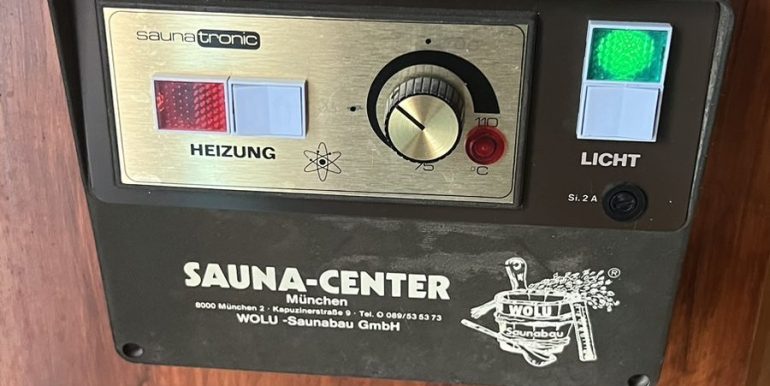 saunatronic
HEIZUNG
110
75
°C
LICHT
Si. 2 A
SAUNA-CENTER
München
8000 München 2 · Kapuzinerstraße 9 · Tel. 089/53 53 73
WOLU -Saunabau GmbH
®
WOLU
Saunabau